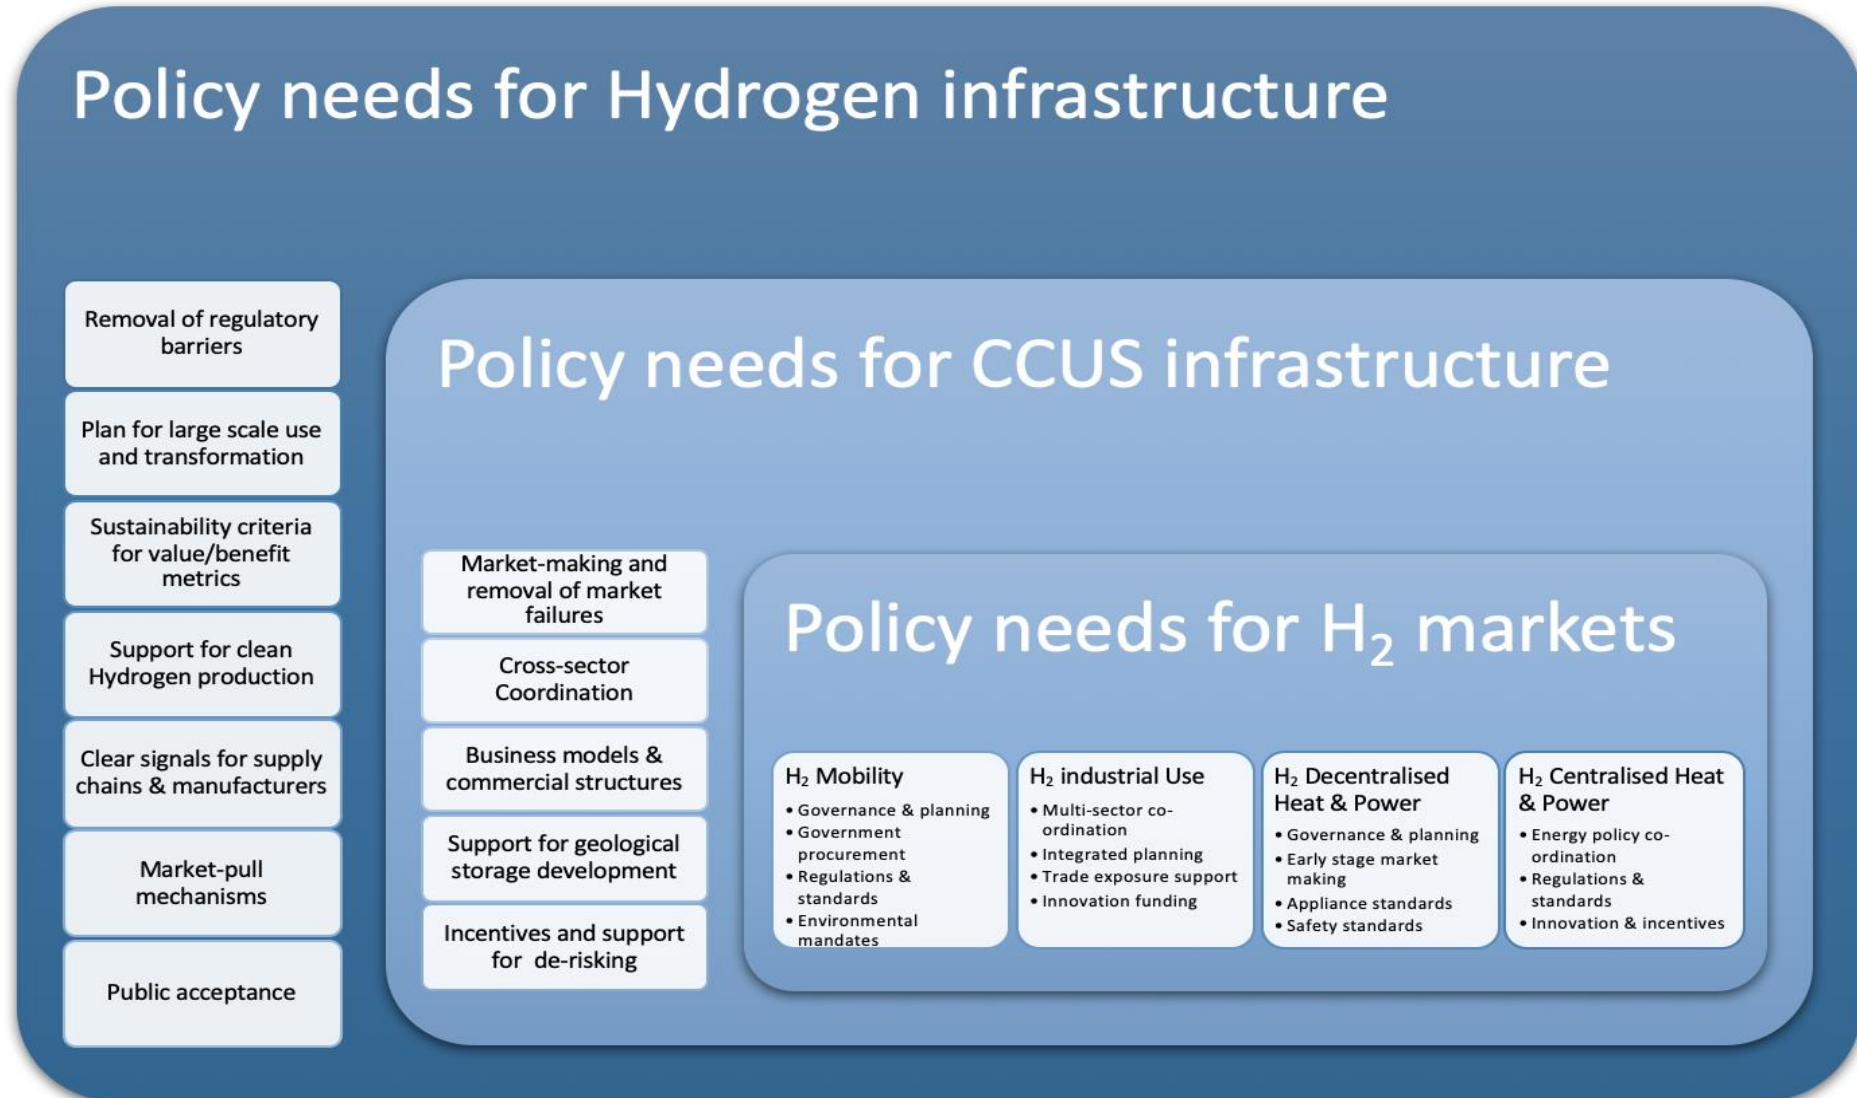 Policy needs for Hydrogen infrastructure
Removal of regulatory
barriers
Plan for large scale use
and transformation
Sustainability criteria
for value/benefit
metrics
Support for clean
Hydrogen production
Clear signals for supply
chains & manufacturers
Market-pull
mechanisms
Public acceptance
Policy needs for CCUS infrastructure
Market-making and
removal of market
failures
Cross-sector
Coordination
Business models &
commercial structures
Support for geological
storage development
Incentives and support
for de-risking
Policy needs for H₂ markets
H₂ Mobility
• Governance & planning
• Government
procurement
• Regulations &
standards
• Environmental
mandates
H₂ industrial Use
• Multi-sector co-
ordination
• Integrated planning
• Trade exposure support
• Innovation funding
H₂ Decentralised
Heat & Power
• Governance & planning
• Early stage market
making
• Appliance standards
• Safety standards
H₂ Centralised Heat
& Power
• Energy policy co-
ordination
• Regulations &
standards
• Innovation & incentives